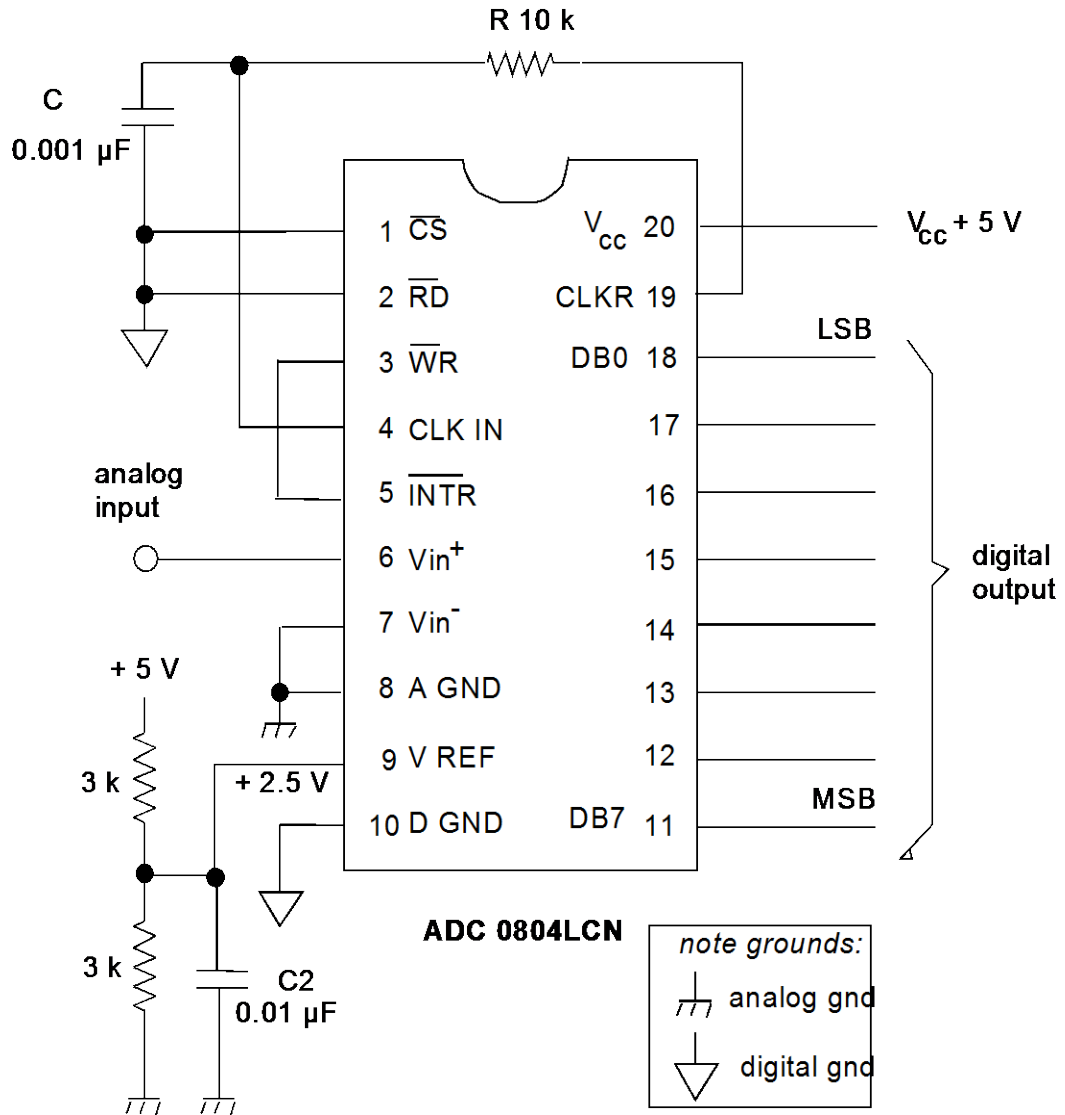 R 10 k
C
0.001 µF
1 CS
2 RD
3 WR
4 CLK IN
5 INTR
6 Vin+
7 Vin-
8 A GND
9 V REF
10 D GND
Vcc 20
CLKR 19
DB0 18
17
16
15
14
13
12
DB7 11
Vcc + 5 V
LSB
MSB
digital
output
analog
input
+ 5 V
3 k
+ 2.5 V
3 k
C2
0.01 µF
ADC 0804LCN
note grounds:
analog gnd
digital gnd